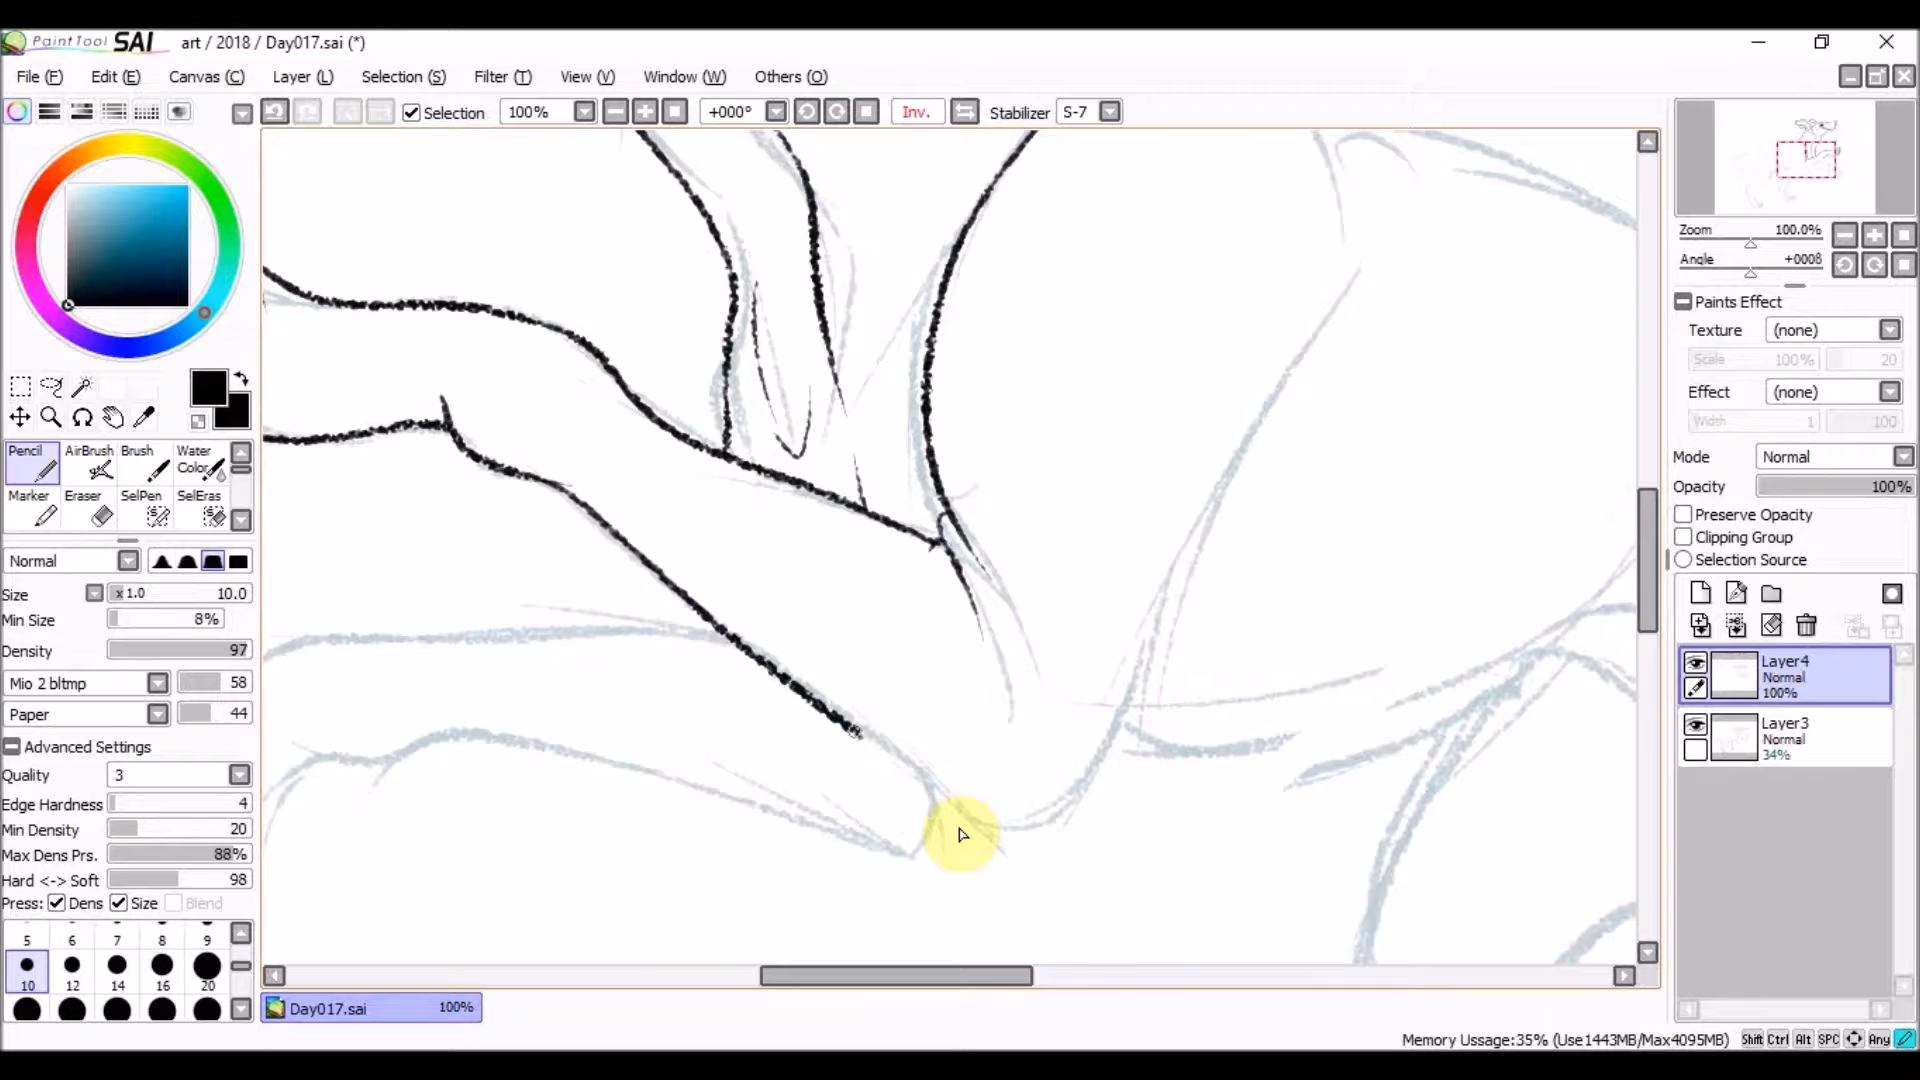 PaintTool SAI art / 2018 / Day017.sai (*)
File (F) Edit (E) Canvas (C) Layer (L) Selection (S) Filter (T) View (V) Window (W) Others (O)
Selection 100% +000° Inv. Stabilizer S-7
Zoom 100.0%
Angle +000ß
Paints Effect
Texture (none)
Scale 100% 20
Effect (none)
Width 1 100
Mode Normal
Opacity 100%
Preserve Opacity
Clipping Group
Selection Source
Layer4
Normal
100%
Layer3
Normal
34%
Pencil AirBrush Brush Water
Color
Marker Eraser SelPen SelEras
Normal
Size x 1.0 10.0
Min Size 8%
Density 97
Mio 2 bltmp 58
Paper 44
Advanced Settings
Quality 3
Edge Hardness 4
Min Density 20
Max Dens Prs. 88%
Hard <-> Soft 98
Press: Dens Size Blend
5 6 7 8 9
10 12 14 16 20
Day017.sai 100%
Memory Ussage:35% (Use1443MB/Max4095MB) Shift Ctrl Alt SPC Any